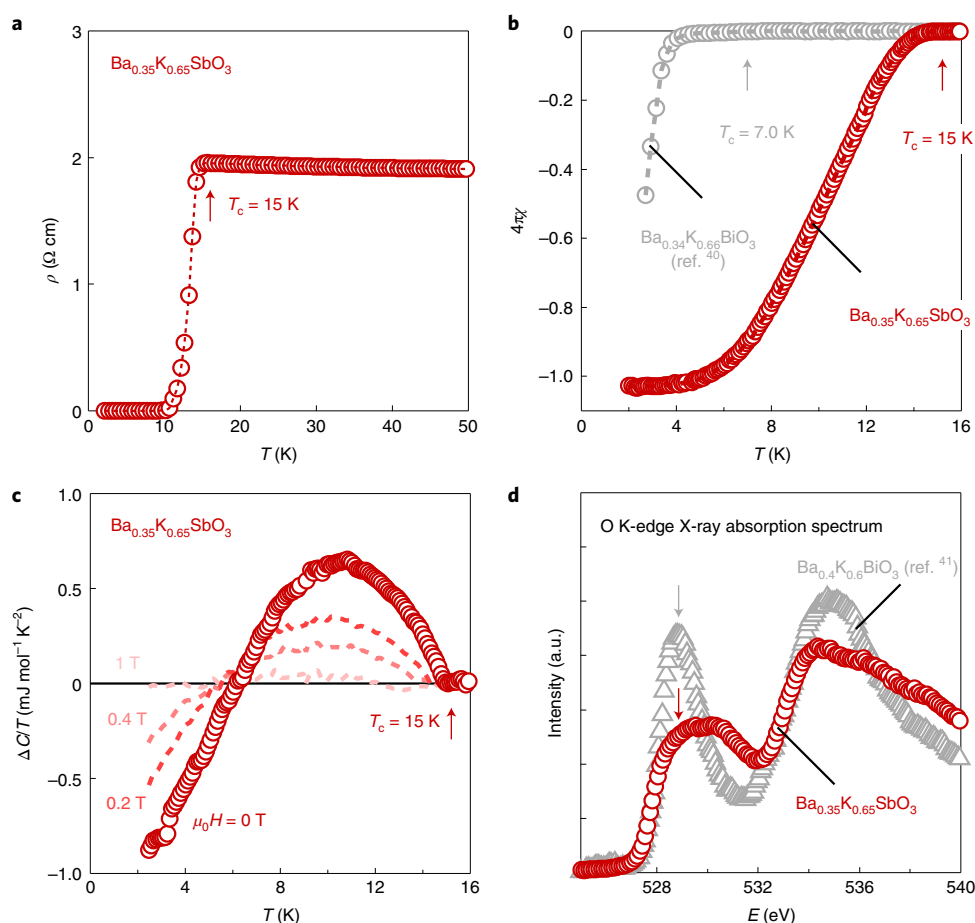 a
Ba₀.₃₅K₀.₆₅SbO₃
3
2
1
0
ρ (Ω cm)
T_c = 15 K
0
10
20
30
40
50
T (K)
b
0
−0.2
−0.4
−0.6
−0.8
−1.0
4πχ
T_c = 7.0 K
T_c = 15 K
Ba₀.₃₄K₀.₆₆BiO₃
(ref. ⁴⁰)
Ba₀.₃₅K₀.₆₅SbO₃
0
4
8
12
16
T (K)
c
Ba₀.₃₅K₀.₆₅SbO₃
1.0
0.5
0
−0.5
−1.0
ΔC/T (mJ mol⁻¹ K⁻²)
1 T
0.4 T
0.2 T
μ₀H = 0 T
T_c = 15 K
0
4
8
12
16
T (K)
d
O K-edge X-ray absorption spectrum
Ba₀.₄K₀.₆BiO₃ (ref. ⁴¹)
Ba₀.₃₅K₀.₆₅SbO₃
Intensity (a.u.)
528
532
536
540
E (eV)